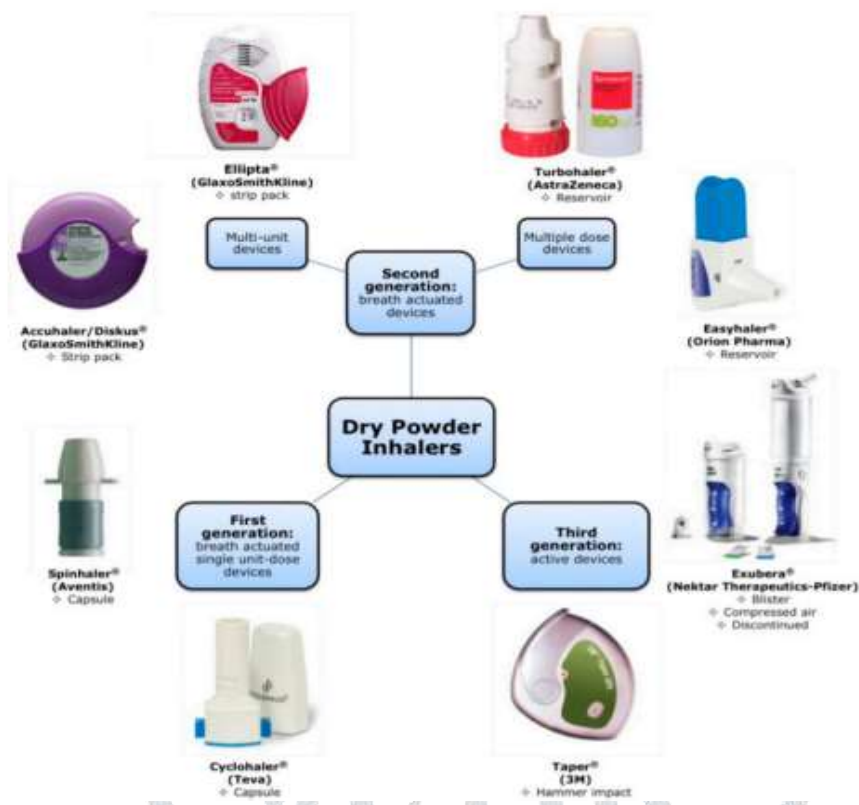 Ellipta®
(GlaxoSmithKline)
❖ strip pack
Turbohaler®
(AstraZeneca)
❖ Reservoir
Multi-unit
devices
Multiple dose
devices
Second
generation:
breath actuated
devices
Accuhaler/Diskus®
(GlaxoSmithKline)
❖ Strip pack
Easyhaler®
(Orion Pharma)
❖ Reservoir
Dry Powder
Inhalers
Spinhaler®
(Aventis)
❖ Capsule
First
generation:
breath actuated
single unit-dose
devices
Third
generation:
active devices
Exubera®
(Nektar Therapeutics-Pfizer)
❖ Blister
❖ Compressed air
❖ Discontinued
Cyclohaler®
(Teva)
❖ Capsule
Taper®
(3M)
❖ Hammer impact